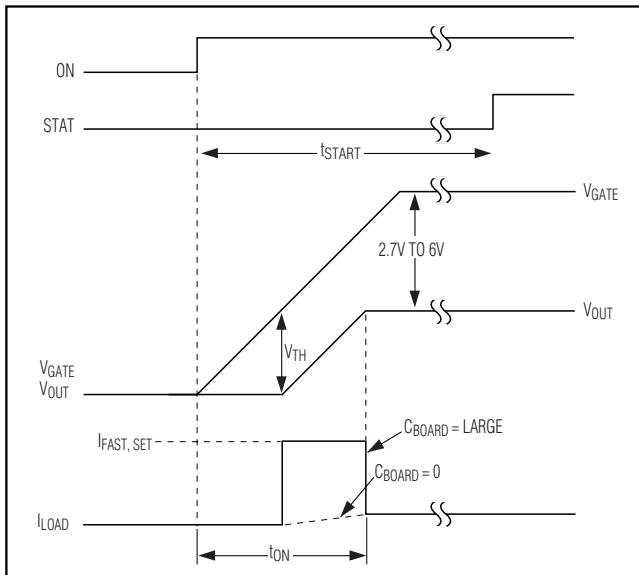 ON
STAT
tSTART
VGATE
2.7V TO 6V
VOUT
VTH
VGATE
VOUT
CBOARD = LARGE
IFAST, SET
CBOARD = 0
ILOAD
tON